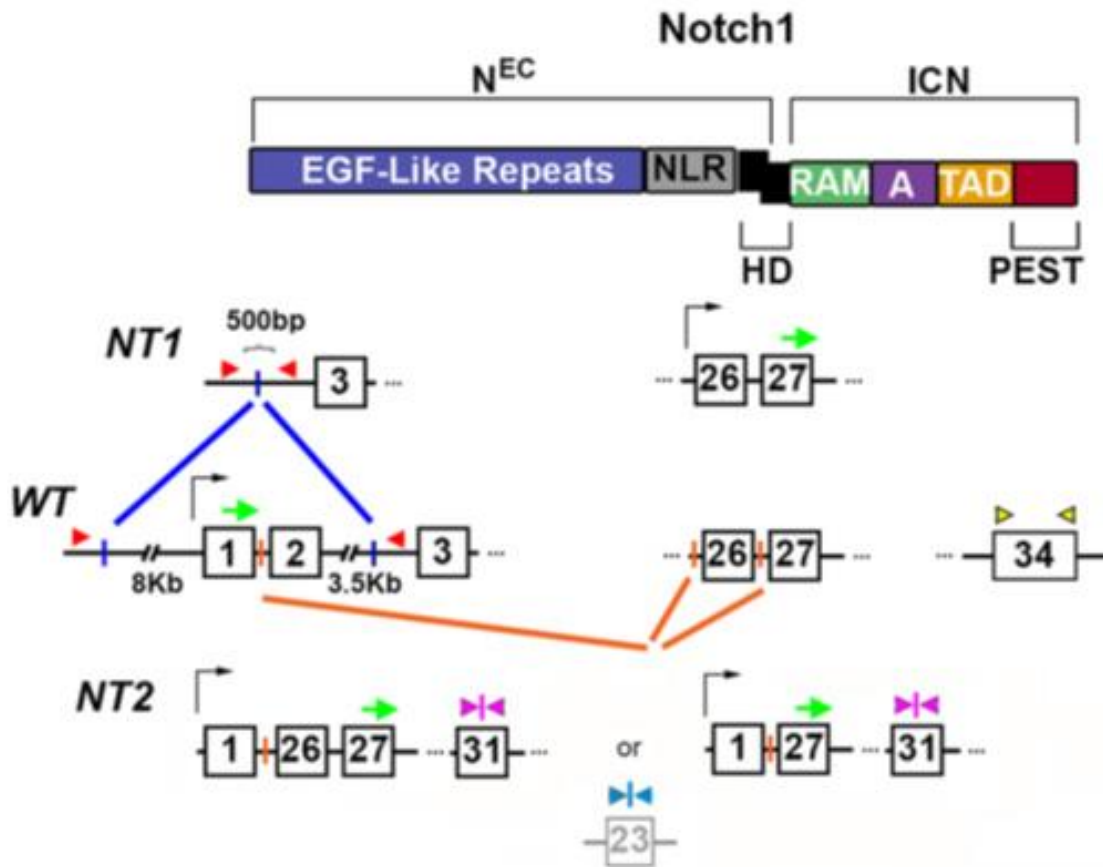 Notch1
N^EC ICN
EGF-Like Repeats NLR RAM A TAD
HD PEST
500bp
NT1
3 ... ... 26 27 ...
WT
1 2 3 ... ... 26 27 ... ... 34
8Kb 3.5Kb
NT2
1 26 27 ... 31 ... or 1 27 ... 31 ...
23